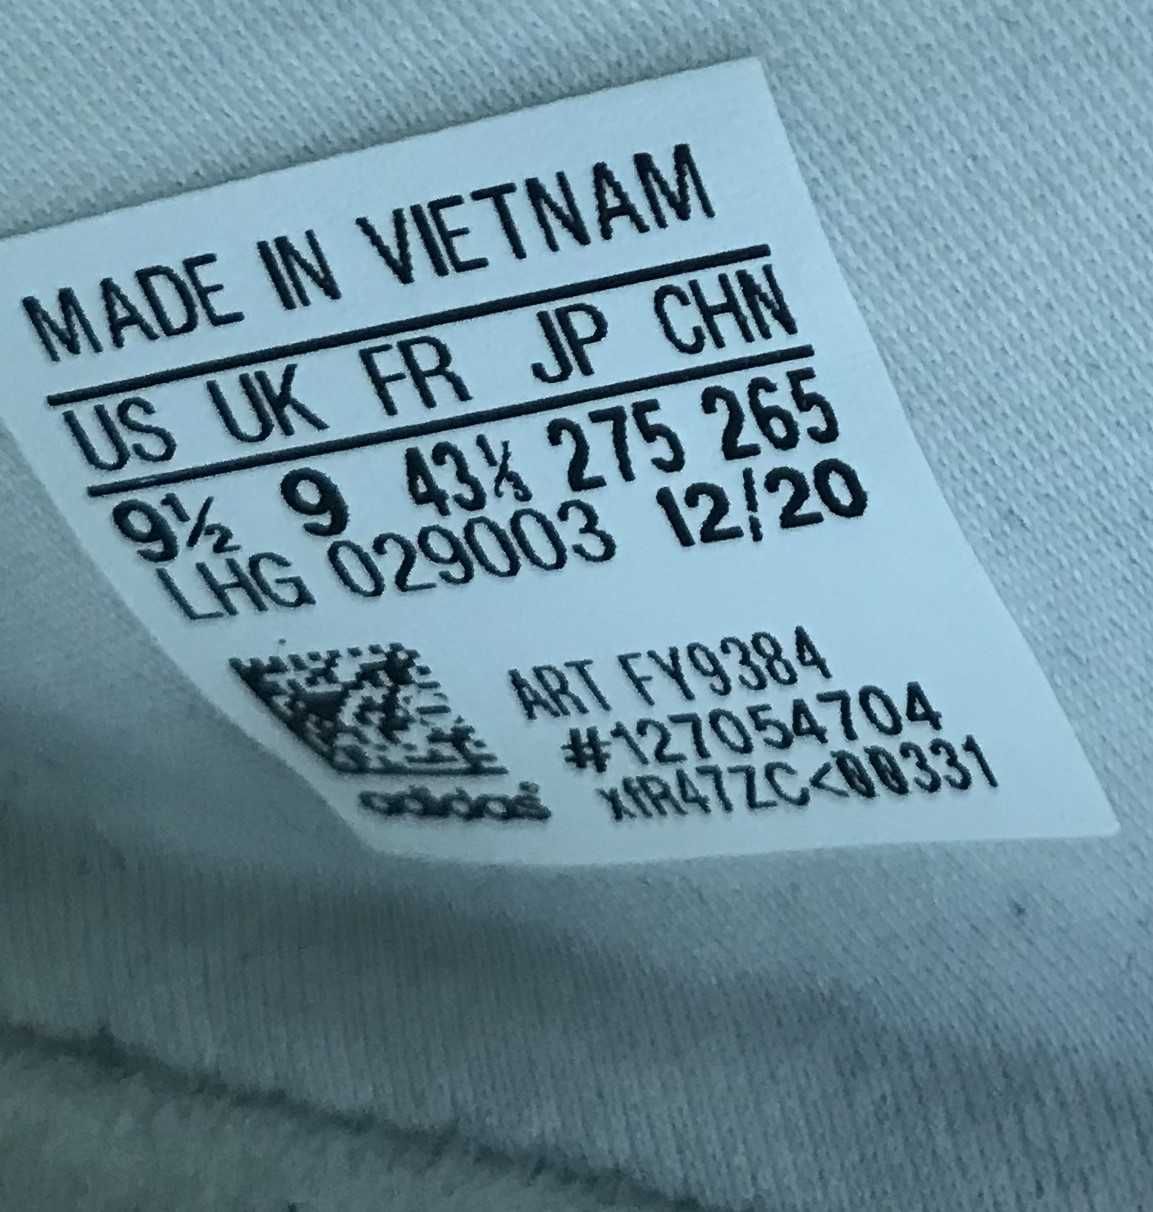 MADE IN VIETNAM
US UK FR JP CHN
9½ 9 43⅓ 275 265
LHG 029003 12/20
ART FY9384
#127054704
xfR47ZC<00331
adidas